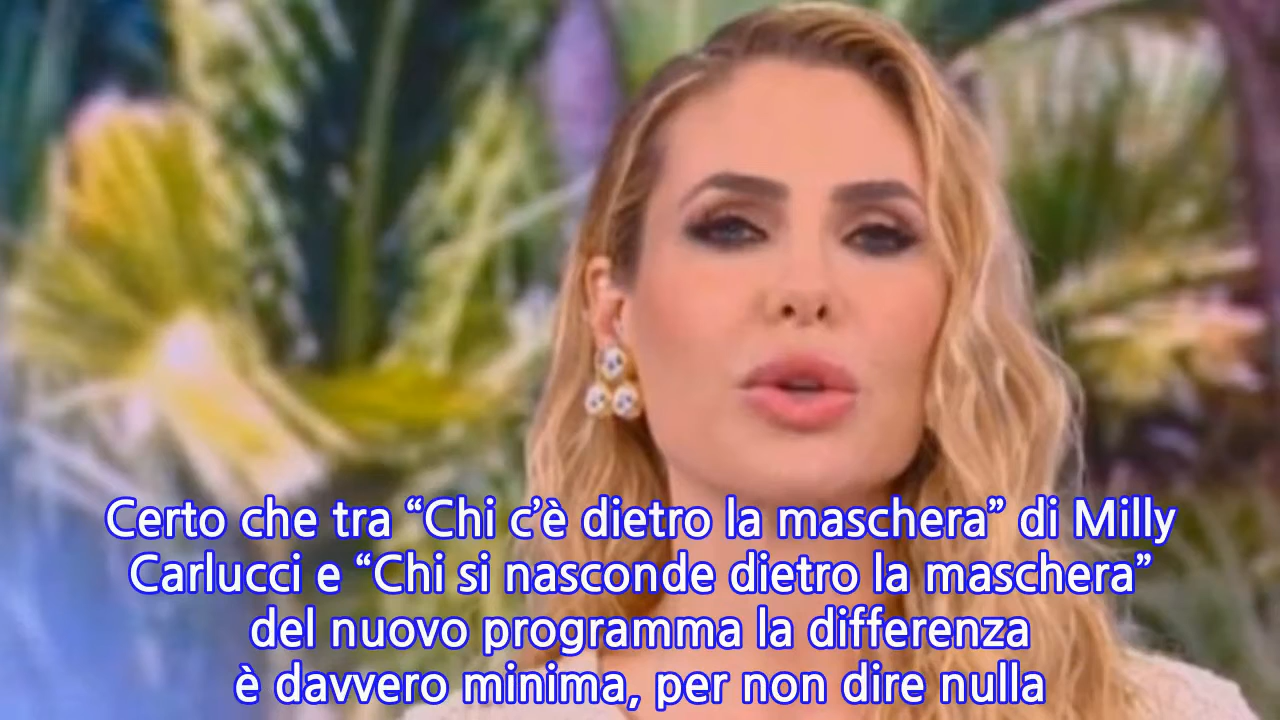 Certo che tra “Chi c’è dietro la maschera” di Milly
Carlucci e “Chi si nasconde dietro la maschera”
del nuovo programma la differenza
è davvero minima, per non dire nulla